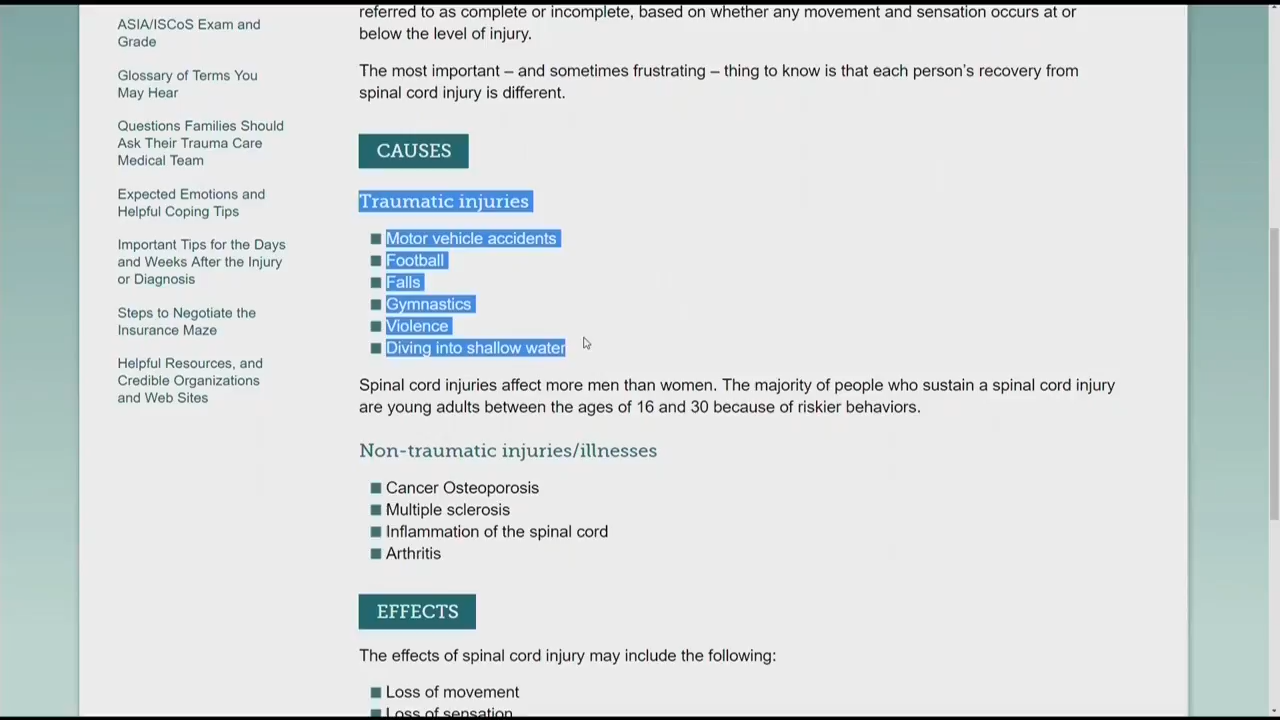 ASIA/ISCoS Exam and
Grade
Glossary of Terms You
May Hear
Questions Families Should
Ask Their Trauma Care
Medical Team
Expected Emotions and
Helpful Coping Tips
Important Tips for the Days
and Weeks After the Injury
or Diagnosis
Steps to Negotiate the
Insurance Maze
Helpful Resources, and
Credible Organizations
and Web Sites
referred to as complete or incomplete, based on whether any movement and sensation occurs at or
below the level of injury.
The most important – and sometimes frustrating – thing to know is that each person's recovery from
spinal cord injury is different.
CAUSES
Traumatic injuries
Motor vehicle accidents
Football
Falls
Gymnastics
Violence
Diving into shallow water
Spinal cord injuries affect more men than women. The majority of people who sustain a spinal cord injury
are young adults between the ages of 16 and 30 because of riskier behaviors.
Non-traumatic injuries/illnesses
Cancer Osteoporosis
Multiple sclerosis
Inflammation of the spinal cord
Arthritis
EFFECTS
The effects of spinal cord injury may include the following:
Loss of movement
Loss of sensation